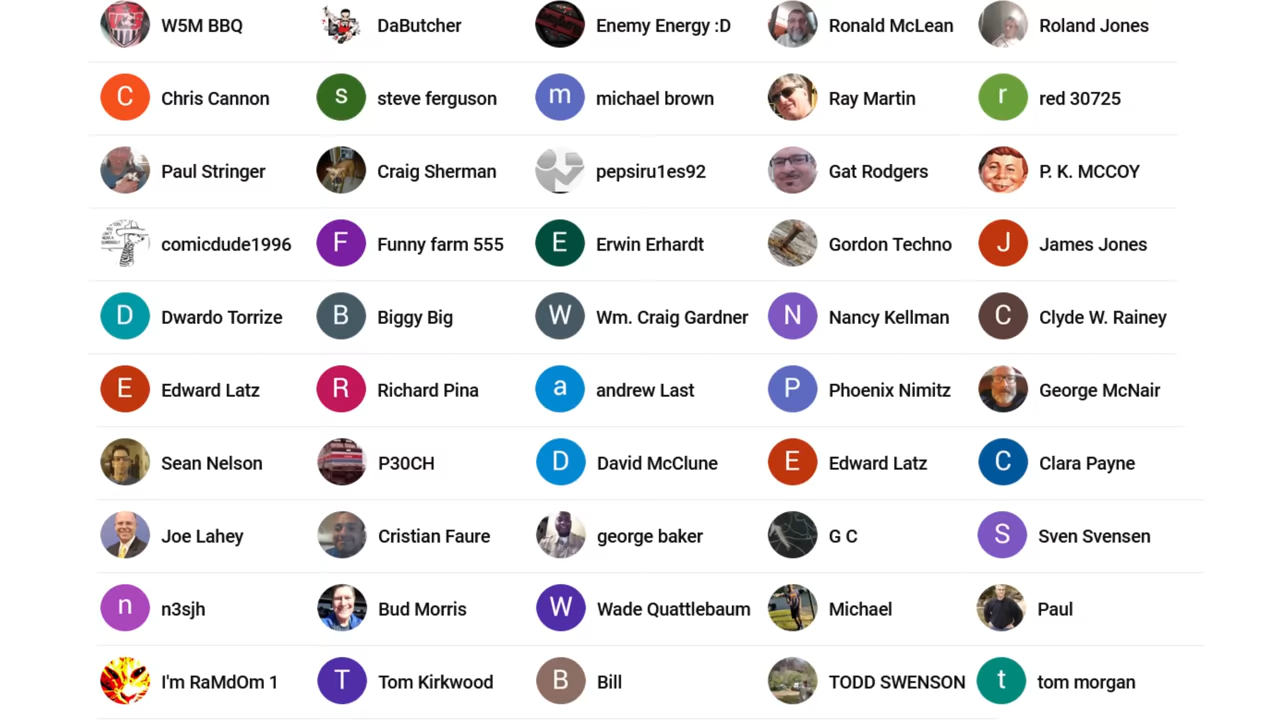 W5M BBQ DaBut​cher Enemy Energy :D Ronald McLean Roland Jones
C Chris Cannon s steve ferguson m michael brown Ray Martin r red 30725
Paul Stringer Craig Sherman pepsiru1es92 Gat Rodgers P. K. MCCOY
comicdude1996 F Funny farm 555 E Erwin Erhardt Gordon Techno J James Jones
D Dwardo Torrize B Biggy Big W Wm. Craig Gardner N Nancy Kellman C Clyde W. Rainey
E Edward Latz R Richard Pina a andrew Last P Phoenix Nimitz George McNair
Sean Nelson P30CH D David McClune E Edward Latz C Clara Payne
Joe Lahey Cristian Faure george baker G C S Sven Svensen
n n3sjh Bud Morris W Wade Quattlebaum Michael Paul
I'm RaMdOm 1 T Tom Kirkwood B Bill TODD SWENSON t tom morgan